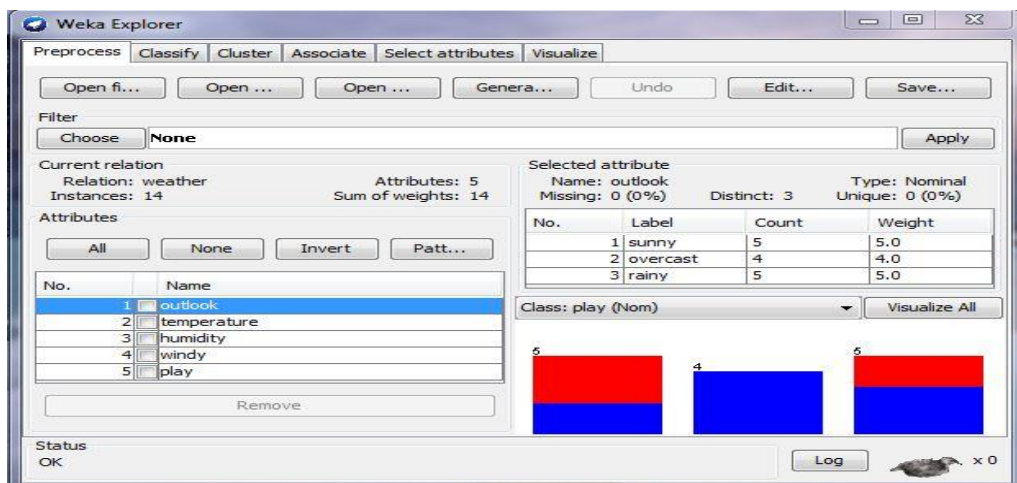 Weka Explorer
Preprocess Classify Cluster Associate Select attributes Visualize
Open fi... Open ... Open ... Genera... Undo Edit... Save...
Filter
Choose None Apply
Current relation
Relation: weather Attributes: 5
Instances: 14 Sum of weights: 14
Attributes
All None Invert Patt...
No. Name
1 outlook
2 temperature
3 humidity
4 windy
5 play
Remove
Selected attribute
Name: outlook Type: Nominal
Missing: 0 (0%) Distinct: 3 Unique: 0 (0%)
No. Label Count Weight
1 sunny 5 5.0
2 overcast 4 4.0
3 rainy 5 5.0
Class: play (Nom) Visualize All
5 4 5
Status
OK Log x 0